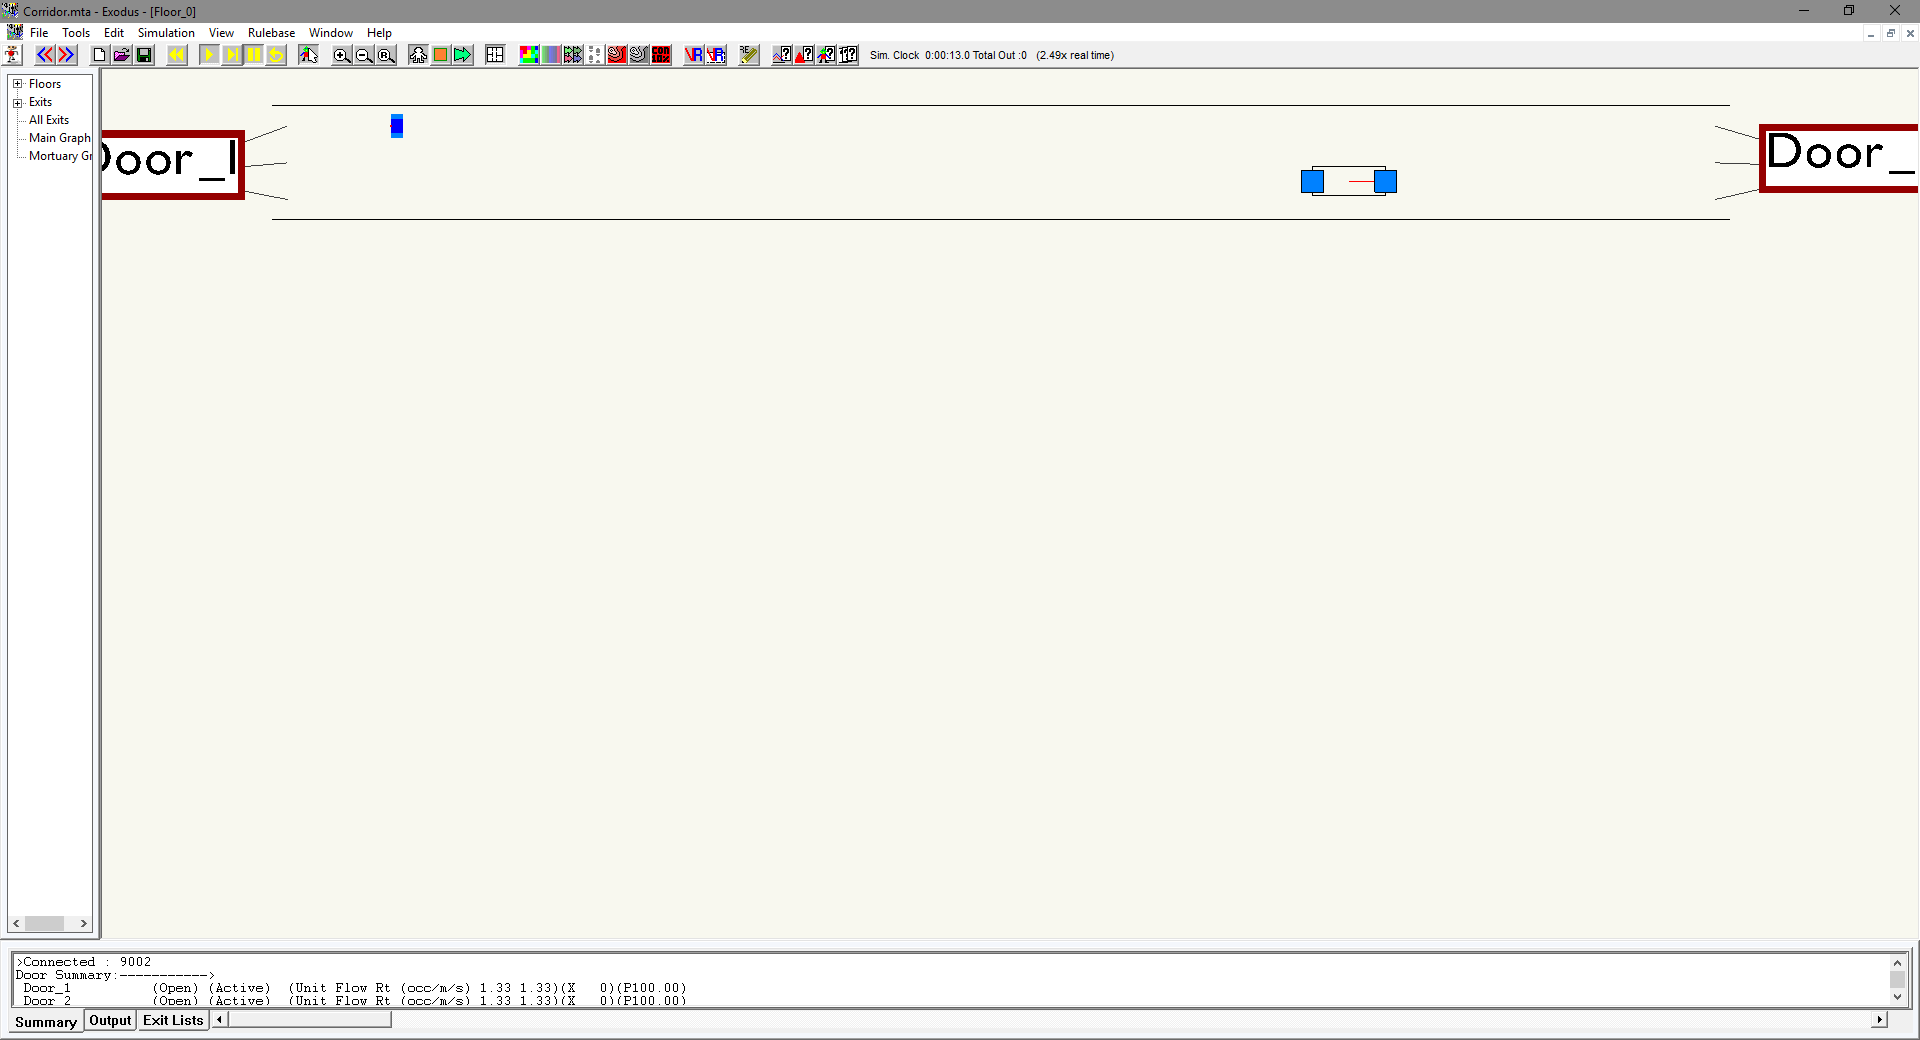 Corridor.mta - Exodus - [Floor_0]
File Tools Edit Simulation View Rulebase Window Help
Sim. Clock 0:00:13.0 Total Out :0 (2.49x real time)
Floors
Exits
All Exits
Main Graph
Mortuary Gr
Door_1
Door_
>Connected : 9002
Door Summary:----------->
Door_1 (Open) (Active) (Unit Flow Rt (occ/m/s) 1.33 1.33)(X 0)(P100.00)
Door_2 (Open) (Active) (Unit Flow Rt (occ/m/s) 1.33 1.33)(X 0)(P100.00)
Summary Output Exit Lists